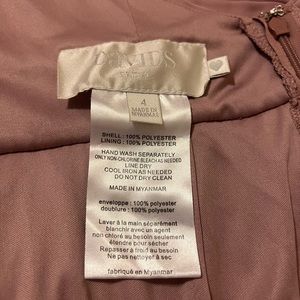 DAVIDS
4
MADE IN
MYANMAR
SHELL : 100% POLYESTER
LINING : 100% POLYESTER
HAND WASH SEPARATELY
ONLY NON-CHLORINE BLEACH AS NEEDED
LINE DRY
COOL IRON AS NEEDED
DO NOT DRY CLEAN
MADE IN MYANMAR
enveloppe : 100% polyester
doublure : 100% polyester
Laver à la main séparément
blanchir avec un agent
non chloré au besoin seulement
étendre pour sécher
Repasser à froid au besoin
Ne pas nettoyer à sec
fabriqué en Myanmar